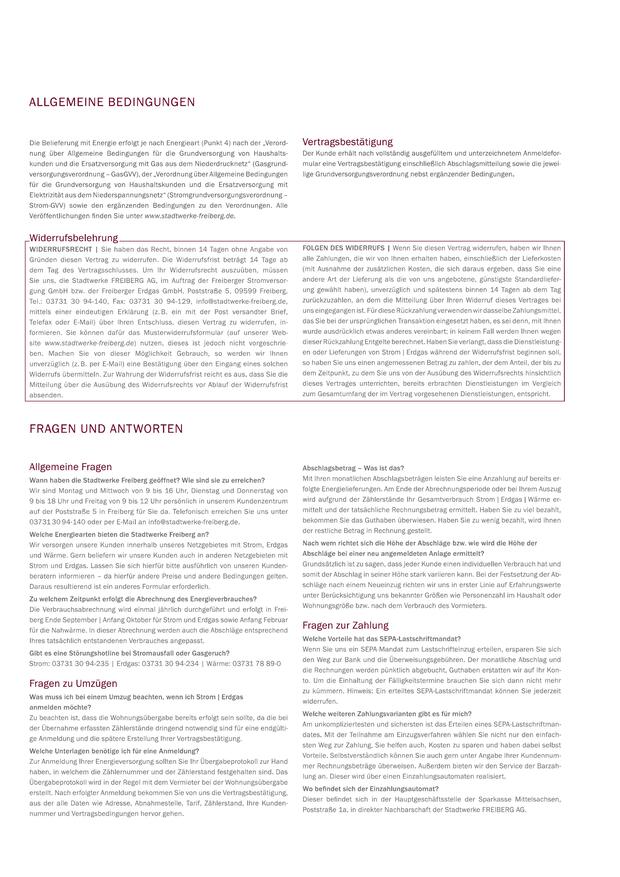 ALLGEMEINE BEDINGUNGEN
Die Belieferung mit Energie erfolgt je nach Energieart (Punkt 4) nach der „Verord-
nung über Allgemeine Bedingungen für die Grundversorgung von Haushalts-
kunden und die Ersatzversorgung mit Gas aus dem Niederdrucknetz“ (Gasgrund-
versorgungsverordnung – GasGVV), der „Verordnung über Allgemeine Bedingungen
für die Grundversorgung von Haushaltskunden und die Ersatzversorgung mit
Elektrizität aus dem Niederspannungsnetz“ (Stromgrundversorgungsverordnung –
Strom-GVV) sowie den ergänzenden Bedingungen zu den Verordnungen. Alle
Veröffentlichungen finden Sie unter www.stadtwerke-freiberg.de.
Vertragsbestätigung
Der Kunde erhält nach vollständig ausgefülltem und unterzeichnetem Anmeldefor-
mular eine Vertragsbestätigung einschließlich Abschlagsmitteilung sowie die jewei-
lige Grundversorgungsverordnung nebst ergänzender Bedingungen.
Widerrufsbelehrung
WIDERRUFSRECHT | Sie haben das Recht, binnen 14 Tagen ohne Angabe von
Gründen diesen Vertrag zu widerrufen. Die Widerrufsfrist beträgt 14 Tage ab
dem Tag des Vertragsschlusses. Um Ihr Widerrufsrecht auszuüben, müssen
Sie uns, die Stadtwerke FREIBERG AG, im Auftrag der Freiberger Stromversor-
gung GmbH bzw. der Freiberger Erdgas GmbH, Poststraße 5, 09599 Freiberg,
Tel.: 03731 30 94-140, Fax: 03731 30 94-129, info@stadtwerke-freiberg.de,
mittels einer eindeutigen Erklärung (z. B. ein mit der Post versandter Brief,
Telefax oder E-Mail) über Ihren Entschluss, diesen Vertrag zu widerrufen, in-
formieren. Sie können dafür das Musterwiderrufsformular (auf unserer Web-
site www.stadtwerke-freiberg.de) nutzen, dieses ist jedoch nicht vorgeschrie-
ben. Machen Sie von dieser Möglichkeit Gebrauch, so werden wir Ihnen
unverzüglich (z. B. per E-Mail) eine Bestätigung über den Eingang eines solchen
Widerrufs übermitteln. Zur Wahrung der Widerrufsfrist reicht es aus, dass Sie die
Mitteilung über die Ausübung des Widerrufsrechts vor Ablauf der Widerrufsfrist
absenden.
FOLGEN DES WIDERRUFS | Wenn Sie diesen Vertrag widerrufen, haben wir Ihnen
alle Zahlungen, die wir von Ihnen erhalten haben, einschließlich der Lieferkosten
(mit Ausnahme der zusätzlichen Kosten, die sich daraus ergeben, dass Sie eine
andere Art der Lieferung als die von uns angebotene, günstigste Standardliefer-
ung gewählt haben), unverzüglich und spätestens binnen 14 Tagen ab dem Tag
zurückzuzahlen, an dem die Mitteilung über Ihren Widerruf dieses Vertrages bei
uns eingegangen ist. Für diese Rückzahlung verwenden wir dasselbe Zahlungsmittel,
das Sie bei der ursprünglichen Transaktion eingesetzt haben, es sei denn, mit Ihnen
wurde ausdrücklich etwas anderes vereinbart; in keinem Fall werden Ihnen wegen
dieser Rückzahlung Entgelte berechnet. Haben Sie verlangt, dass die Dienstleistung-
en oder Lieferungen von Strom | Erdgas während der Widerrufsfrist beginnen soll,
so haben Sie uns einen angemessenen Betrag zu zahlen, der dem Anteil, der bis zu
dem Zeitpunkt, zu dem Sie uns von der Ausübung des Widerrufsrechts hinsichtlich
dieses Vertrages unterrichten, bereits erbrachten Dienstleistungen im Vergleich
zum Gesamtumfang der im Vertrag vorgesehenen Dienstleistungen, entspricht.
FRAGEN UND ANTWORTEN
Allgemeine Fragen
Wann haben die Stadtwerke Freiberg geöffnet? Wie sind sie zu erreichen?
Wir sind Montag und Mittwoch von 9 bis 16 Uhr, Dienstag und Donnerstag von
9 bis 18 Uhr und Freitag von 9 bis 12 Uhr persönlich in unserem Kundenzentrum
auf der Poststraße 5 in Freiberg für Sie da. Telefonisch erreichen Sie uns unter
03731 30 94-140 oder per E-Mail an info@stadtwerke-freiberg.de.
Welche Energiearten bieten die Stadtwerke Freiberg an?
Wir versorgen unsere Kunden innerhalb unseres Netzgebietes mit Strom, Erdgas
und Wärme. Gern beliefern wir unsere Kunden auch in anderen Netzgebieten mit
Strom und Erdgas. Lassen Sie sich hierfür bitte ausführlich von unseren Kunden-
beratern informieren – da hierfür andere Preise und andere Bedingungen gelten.
Daraus resultierend ist ein anderes Formular erforderlich.
Zu welchem Zeitpunkt erfolgt die Abrechnung des Energieverbrauches?
Die Verbrauchsabrechnung wird einmal jährlich durchgeführt und erfolgt in Frei-
berg Ende September | Anfang Oktober für Strom und Erdgas sowie Anfang Februar
für die Nahwärme. In dieser Abrechnung werden auch die Abschläge entsprechend
Ihres tatsächlich entstandenen Verbrauches angepasst.
Gibt es eine Störungshotline bei Stromausfall oder Gasgeruch?
Strom: 03731 30 94-235 | Erdgas: 03731 30 94-234 | Wärme: 03731 78 89-0
Fragen zu Umzügen
Was muss ich bei einem Umzug beachten, wenn ich Strom | Erdgas
anmelden möchte?
Zu beachten ist, dass die Wohnungsübergabe bereits erfolgt sein sollte, da die bei
der Übernahme erfassten Zählerstände dringend notwendig sind für eine endgülti-
ge Anmeldung und die spätere Erstellung Ihrer Vertragsbestätigung.
Welche Unterlagen benötige ich für eine Anmeldung?
Zur Anmeldung Ihrer Energieversorgung sollten Sie Ihr Übergabeprotokoll zur Hand
haben, in welchem die Zählernummer und der Zählerstand festgehalten sind. Das
Übergabeprotokoll wird in der Regel mit dem Vermieter bei der Wohnungsübergabe
erstellt. Nach erfolgter Anmeldung bekommen Sie von uns die Vertragsbestätigung,
aus der alle Daten wie Adresse, Abnahmestelle, Tarif, Zählerstand, Ihre Kunden-
nummer und Vertragsbedingungen hervor gehen.
Abschlagsbetrag – Was ist das?
Mit Ihren monatlichen Abschlagsbeträgen leisten Sie eine Anzahlung auf bereits er-
folgte Energielieferungen. Am Ende der Abrechnungsperiode oder bei Ihrem Auszug
wird aufgrund der Zählerstände Ihr Gesamtverbrauch Strom | Erdgas | Wärme er-
mittelt und der tatsächliche Rechnungsbetrag ermittelt. Haben Sie zu viel bezahlt,
bekommen Sie das Guthaben überwiesen. Haben Sie zu wenig bezahlt, wird Ihnen
der restliche Betrag in Rechnung gestellt.
Nach wem richtet sich die Höhe der Abschläge bzw. wie wird die Höhe der
Abschläge bei einer neu angemeldeten Anlage ermittelt?
Grundsätzlich ist zu sagen, dass jeder Kunde einen individuellen Verbrauch hat und
somit der Abschlag in seiner Höhe stark variieren kann. Bei der Festsetzung der Ab-
schläge nach einem Neueinzug richten wir uns in erster Linie auf Erfahrungswerte
unter Berücksichtigung uns bekannter Größen wie Personenzahl im Haushalt oder
Wohnungsgröße bzw. nach dem Verbrauch des Vormieters.
Fragen zur Zahlung
Welche Vorteile hat das SEPA-Lastschriftmandat?
Wenn Sie uns ein SEPA-Mandat zum Lastschrifteinzug erteilen, ersparen Sie sich
den Weg zur Bank und die Überweisungsgebühren. Der monatliche Abschlag und
die Rechnungen werden pünktlich abgebucht, Guthaben erstatten wir auf Ihr Kon-
to. Um die Einhaltung der Fälligkeitstermine brauchen Sie sich dann nicht mehr
zu kümmern. Hinweis: Ein erteiltes SEPA-Lastschriftmandat können Sie jederzeit
widerrufen.
Welche weiteren Zahlungsvarianten gibt es für mich?
Am unkompliziertesten und sichersten ist das Erteilen eines SEPA-Lastschriftman-
dates. Mit der Teilnahme am Einzugsverfahren wählen Sie nicht nur den einfach-
sten Weg zur Zahlung, Sie helfen auch, Kosten zu sparen und haben dabei selbst
Vorteile. Selbstverständlich können Sie auch gern unter Angabe Ihrer Kundennum-
mer Rechnungsbeträge überweisen. Außerdem bieten wir den Service der Barzah-
lung an. Dieser wird über einen Einzahlungsautomaten realisiert.
Wo befindet sich der Einzahlungsautomat?
Dieser befindet sich in der Hauptgeschäftsstelle der Sparkasse Mittelsachsen,
Poststraße 1a, in direkter Nachbarschaft der Stadtwerke FREIBERG AG.